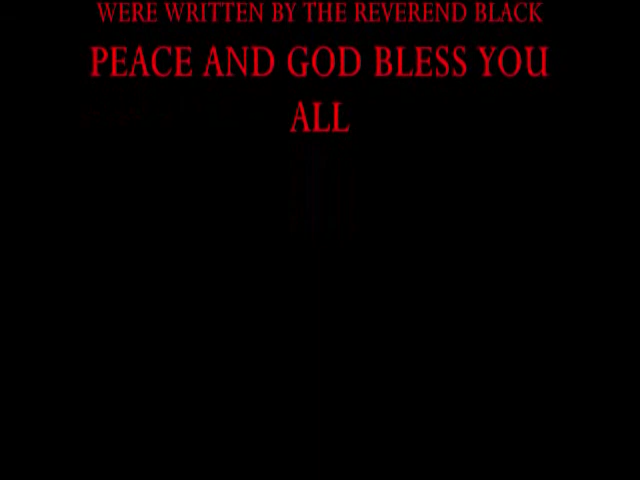 WERE WRITTEN BY THE REVEREND BLACK
PEACE AND GOD BLESS YOU
ALL